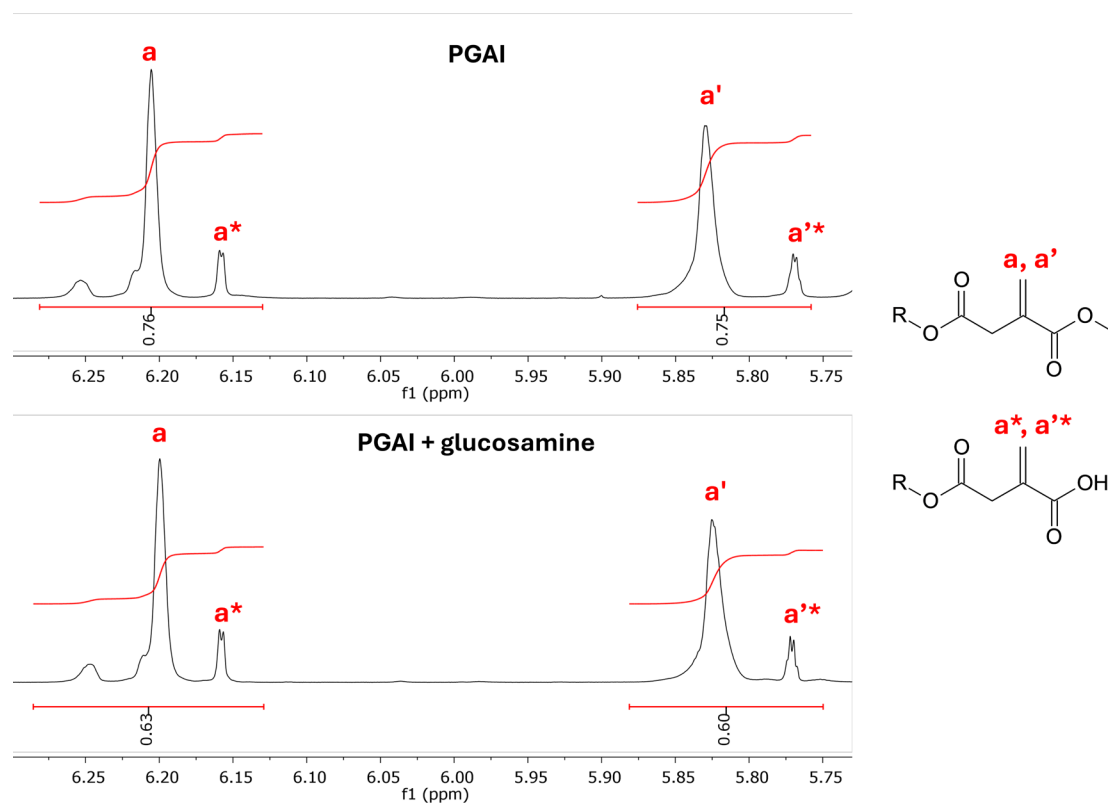 PGAI
a
a'
a*
a’*
0.76
0.75
6.25 6.20 6.15 6.10 6.05 6.00 5.95 5.90 5.85 5.80 5.75
f1 (ppm)
PGAI + glucosamine
a
a'
a*
a’*
0.63
0.60
6.25 6.20 6.15 6.10 6.05 6.00 5.95 5.90 5.85 5.80 5.75
f1 (ppm)
a, a’
O
R
O
O
O
a*, a’*
O
R
OH
O
O